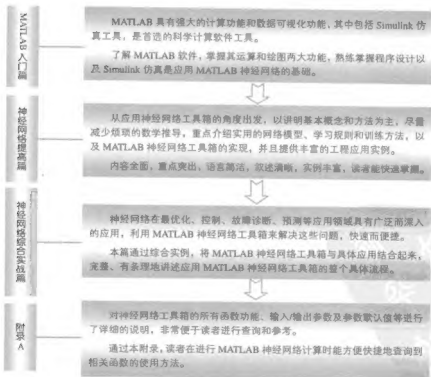 MATLAB入门篇
MATLAB 具有强大的计算功能和数据可视化功能，其中包括 Simulink 仿
真工具，是首选的科学计算软件工具。
了解 MATLAB 软件，掌握其运算和绘图两大功能，熟练掌握程序设计以
及 Simulink 仿真是应用 MATLAB 神经网络的基础。
神经网络提高篇
从应用神经网络工具箱的角度出发，以说明基本概念和方法为主，尽量
减少烦琐的数学推导，重点介绍实用的网络模型、学习规则和训练方法，以
及 MATLAB 神经网络工具箱的实现，并且提供丰富的工程应用实例。
内容全面，重点突出、语言简洁，叙述清晰，实例丰富，读者能快速掌握。
神经网络综合实战篇
神经网络在最优化、控制、故障诊断、预测等应用领域具有广泛而深入
的应用，利用 MATLAB 神经网络工具箱来解决这些问题，快速而便捷。
本篇通过综合实例，将 MATLAB 神经网络工具箱与具体应用结合起来，
完整、有条理地讲述应用 MATLAB 神经网络工具箱的整个具体流程。
附录A
对神经网络工具箱的所有函数功能、输入/输出参数及参数默认值等进行
了详细的说明，非常便于读者进行查询和参考。
通过本附录，读者在进行 MATLAB 神经网络计算时能方便快捷地查询到
相关函数的使用方法。